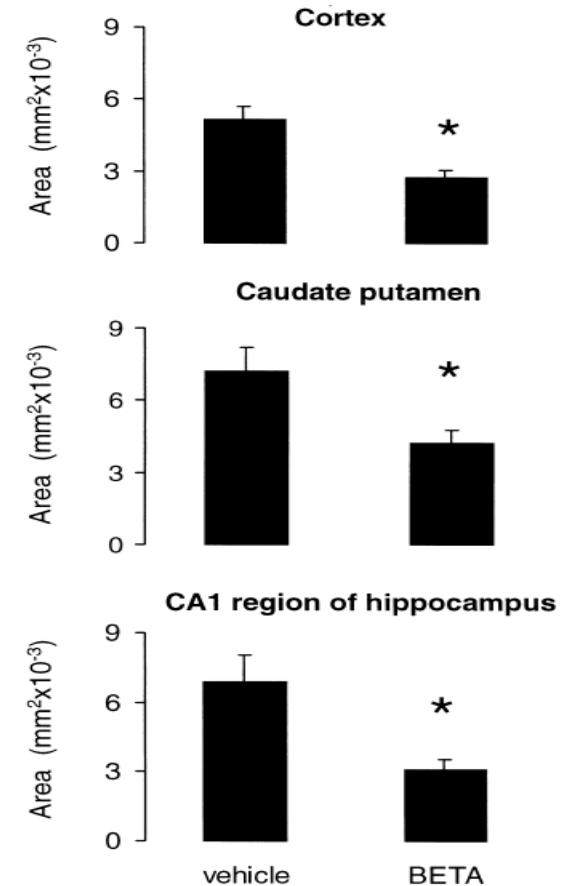 Cortex
Area (mm²x10⁻³)
9
6
3
0
*
Caudate putamen
Area (mm²x10⁻³)
9
6
3
0
*
CA1 region of hippocampus
Area (mm²x10⁻³)
9
6
3
0
*
vehicle BETA